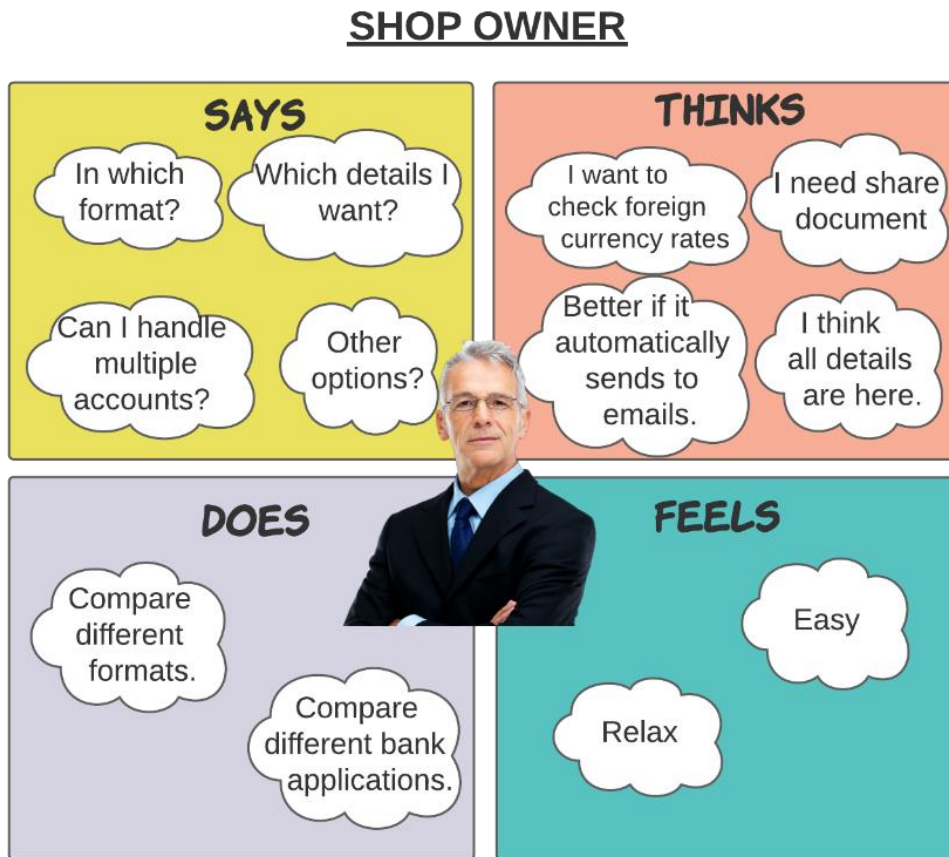 SHOP OWNER
SAYS
In which
format?
Which details I
want?
Can I handle
multiple
accounts?
Other
options?
THINKS
I want to
check foreign
currency rates
I need share
document
Better if it
automatically
sends to
emails.
I think
all details
are here.
DOES
Compare
different
formats.
Compare
different bank
applications.
FEELS
Easy
Relax